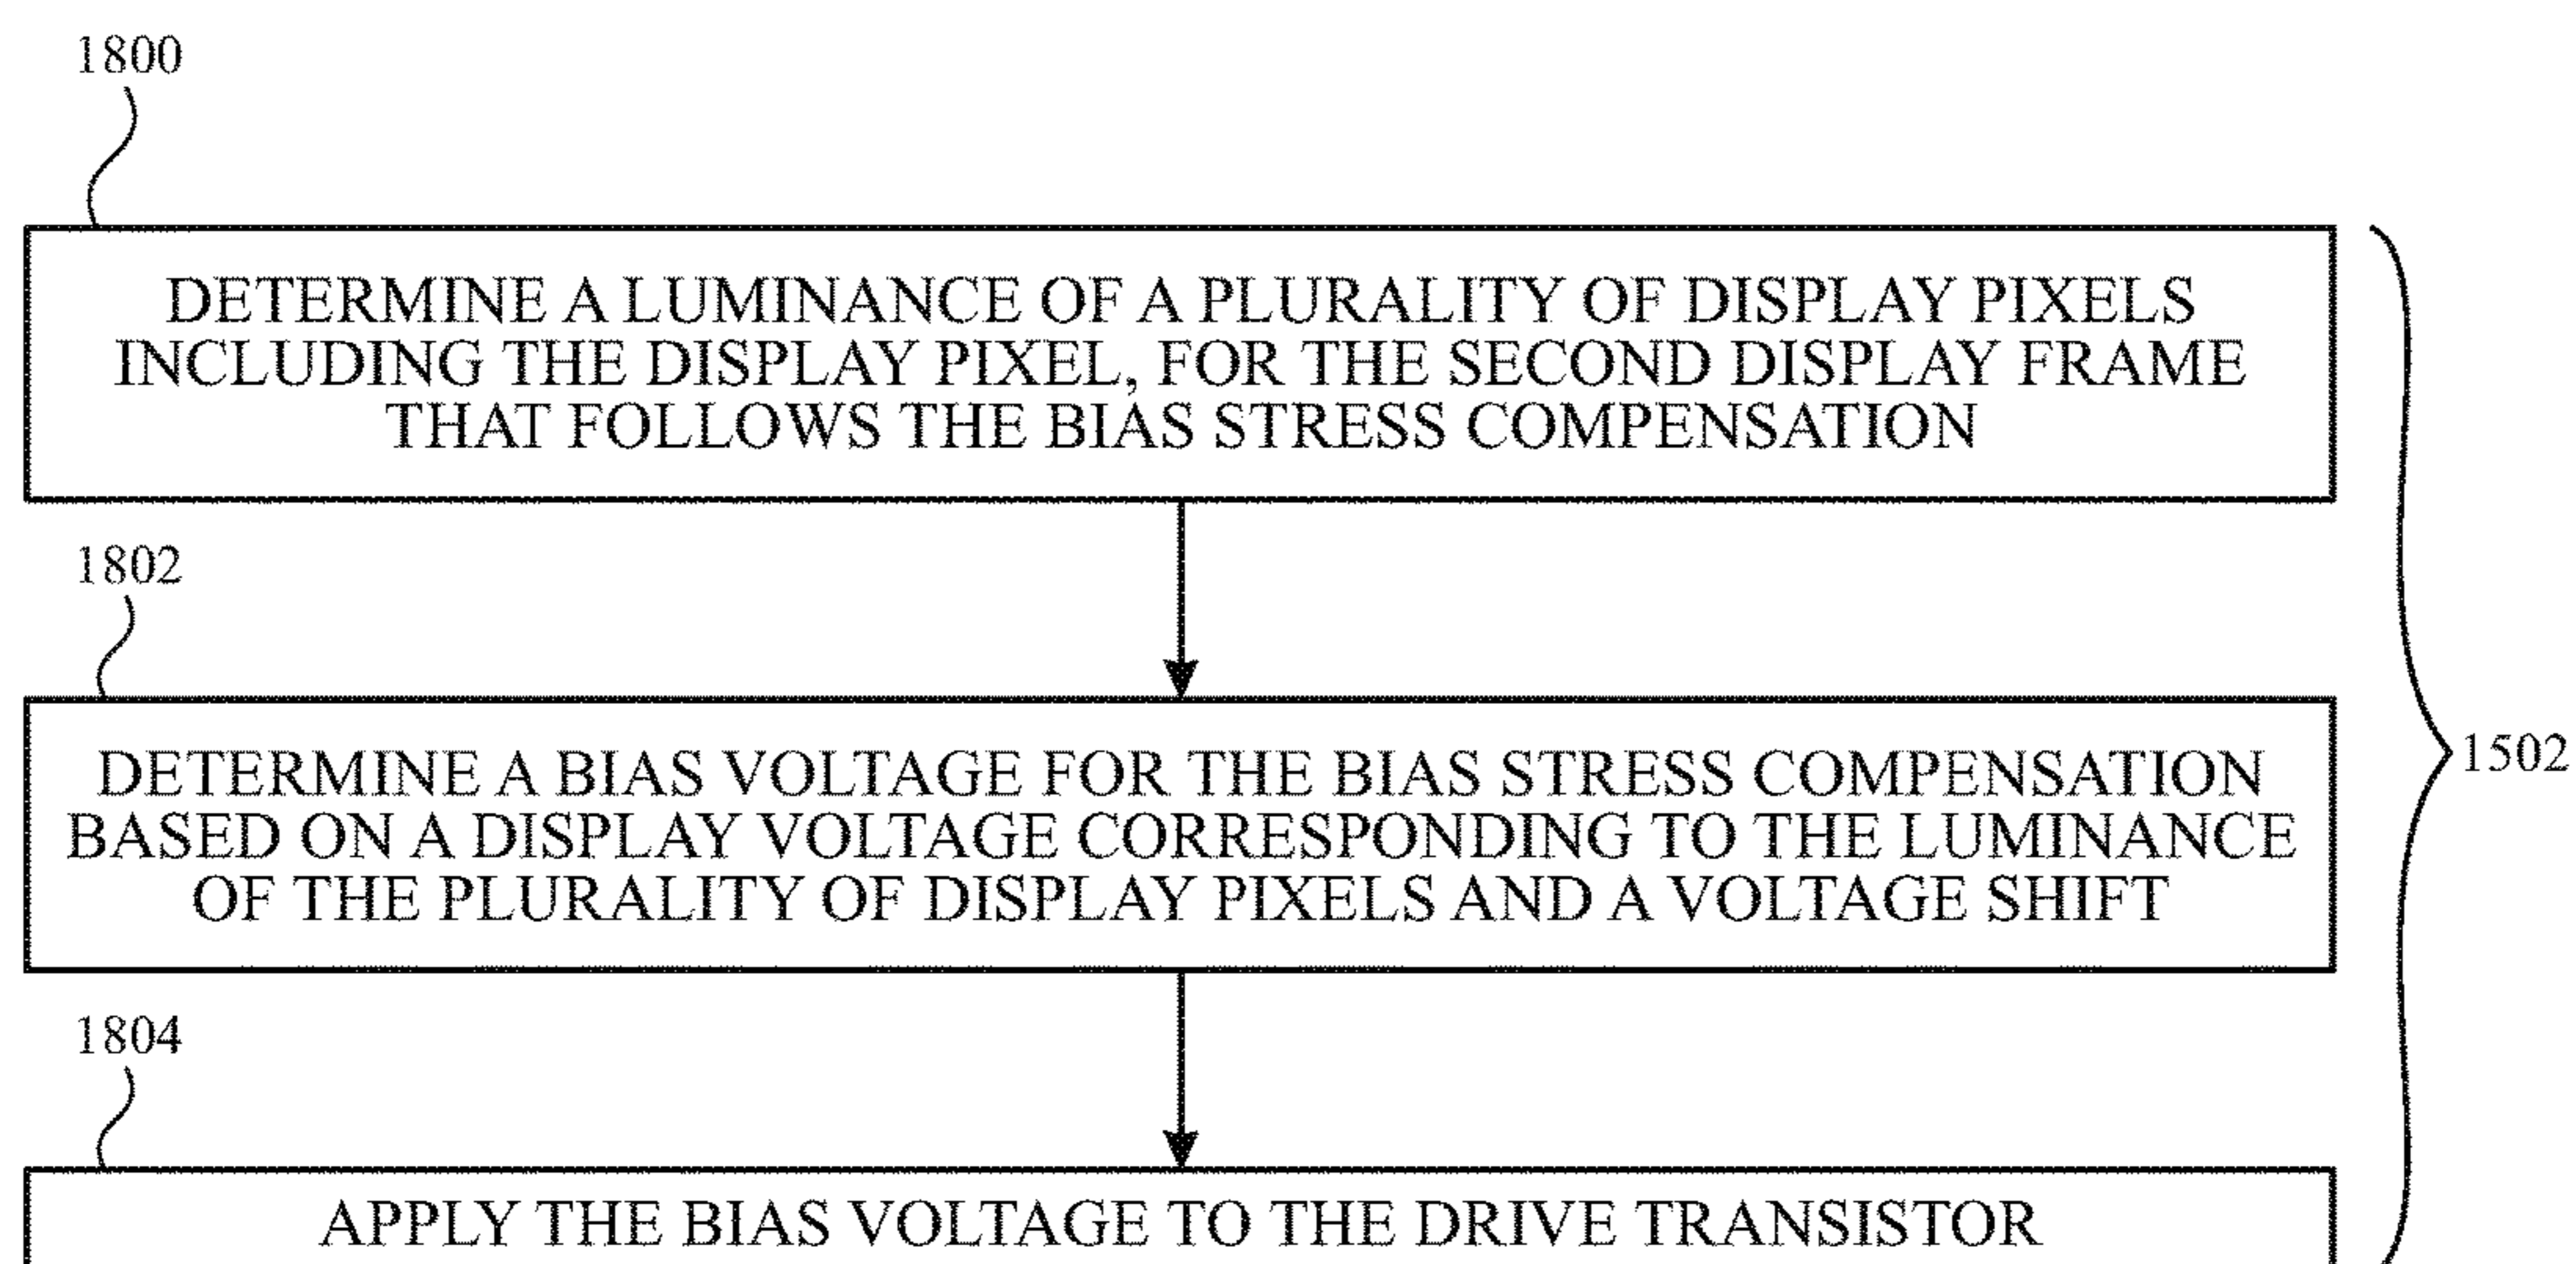 1800
DETERMINE A LUMINANCE OF A PLURALITY OF DISPLAY PIXELS
INCLUDING THE DISPLAY PIXEL, FOR THE SECOND DISPLAY FRAME
THAT FOLLOWS THE BIAS STRESS COMPENSATION
1802
DETERMINE A BIAS VOLTAGE FOR THE BIAS STRESS COMPENSATION
BASED ON A DISPLAY VOLTAGE CORRESPONDING TO THE LUMINANCE
OF THE PLURALITY OF DISPLAY PIXELS AND A VOLTAGE SHIFT
1502
1804
APPLY THE BIAS VOLTAGE TO THE DRIVE TRANSISTOR